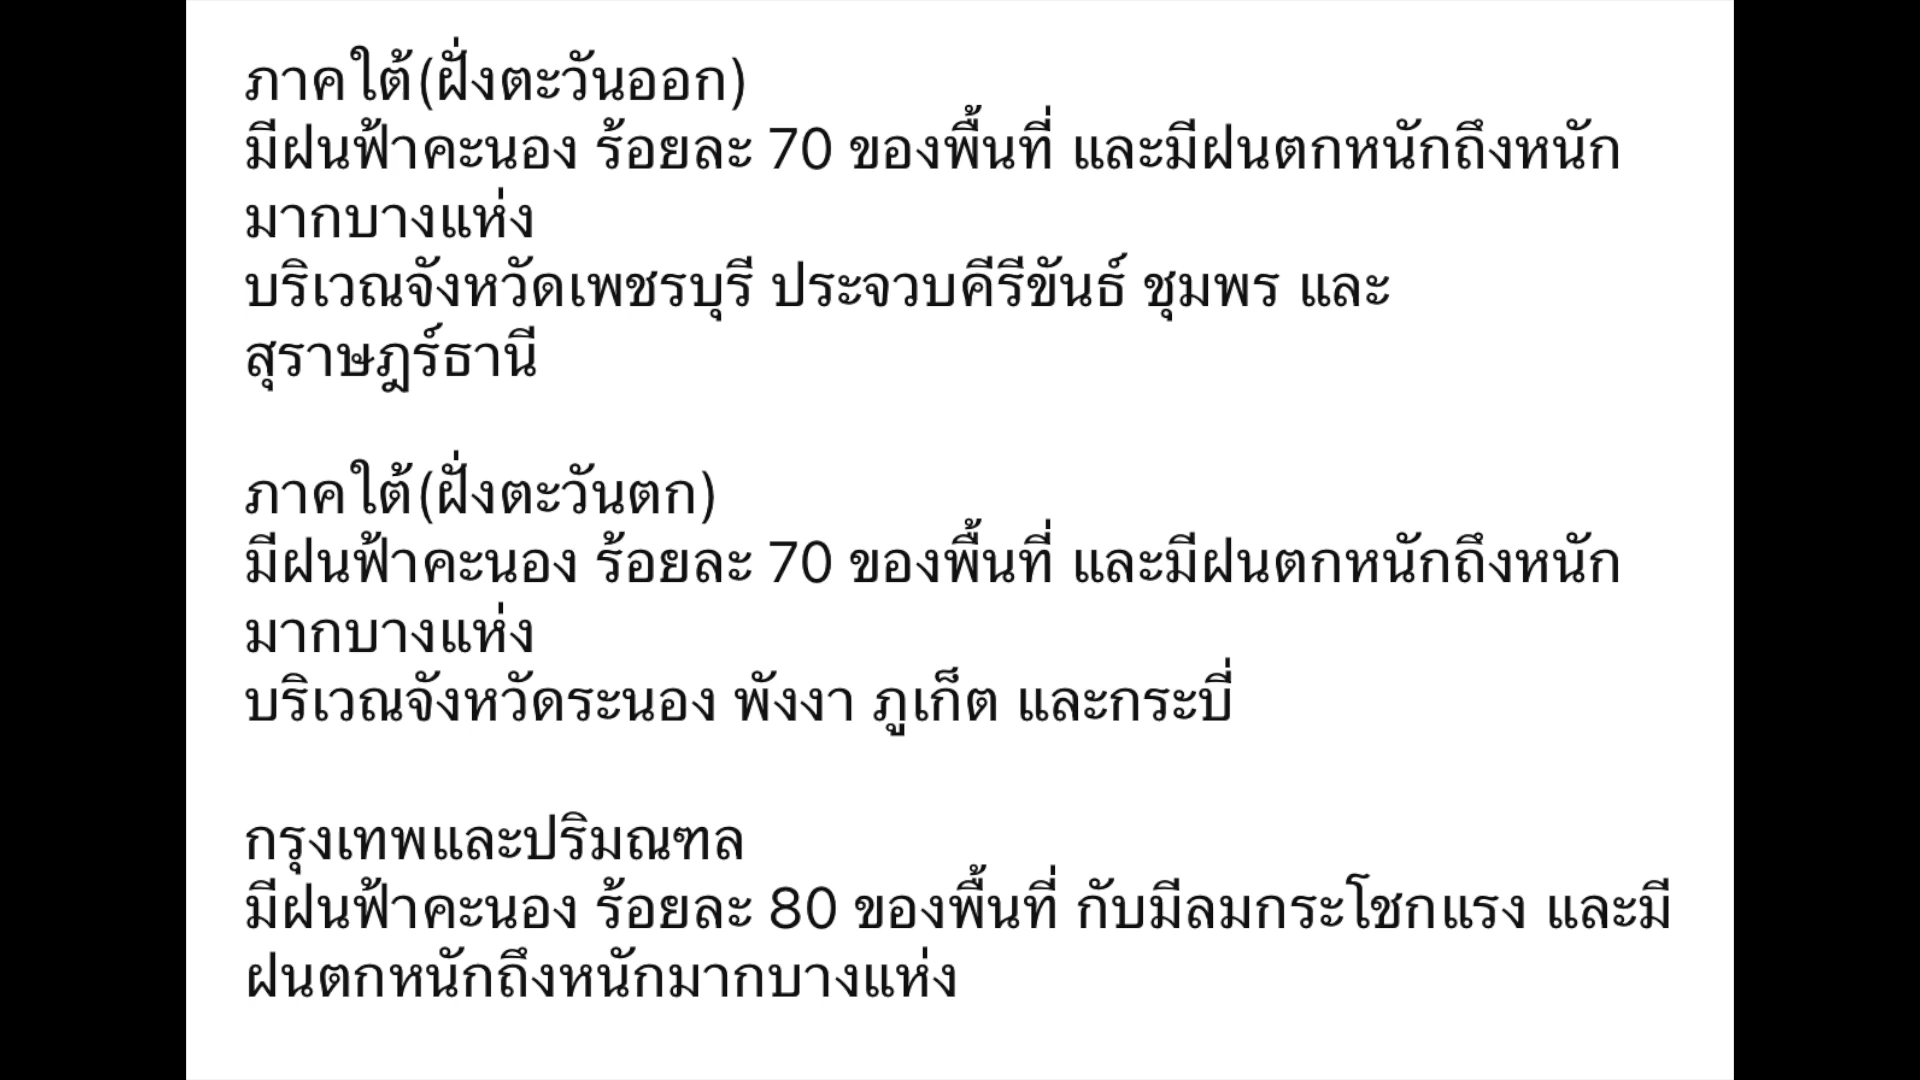 ภาคใต้(ฝั่งตะวันออก)
มีฝนฟ้าคะนอง ร้อยละ 70 ของพื้นที่ และมีฝนตกหนักถึงหนัก
มากบางแห่ง
บริเวณจังหวัดเพชรบุรี ประจวบคีรีขันธ์ ชุมพร และ
สุราษฎร์ธานี
ภาคใต้(ฝั่งตะวันตก)
มีฝนฟ้าคะนอง ร้อยละ 70 ของพื้นที่ และมีฝนตกหนักถึงหนัก
มากบางแห่ง
บริเวณจังหวัดระนอง พังงา ภูเก็ต และกระบี่
กรุงเทพและปริมณฑล
มีฝนฟ้าคะนอง ร้อยละ 80 ของพื้นที่ กับมีลมกระโชกแรง และมี
ฝนตกหนักถึงหนักมากบางแห่ง